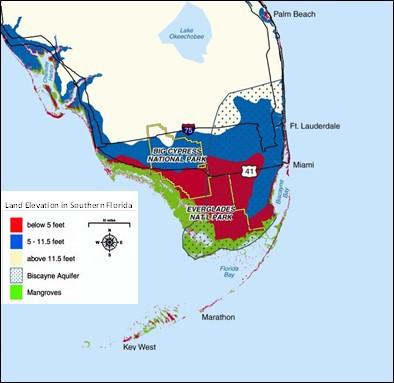 Palm Beach
Lake
Okeechobee
Charlotte
Harbor
75
Ft. Lauderdale
BIG CYPRESS
NATIONAL PARK
41
Miami
Biscayne
Bay
EVERGLADES
NAT'L PARK
Land Elevation in Southern Florida
below 5 feet
5 - 11.5 feet
above 11.5 feet
Biscayne Aquifer
Mangroves
N
W
E
S
Florida
Bay
Marathon
Key West